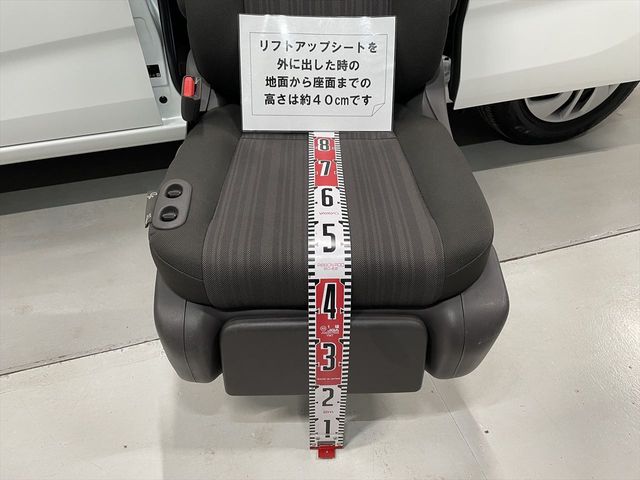 リフトアップシートを
外に出した時の
地面から座面までの
高さは約４０cmです
8
7
6
5
4
3
2
1